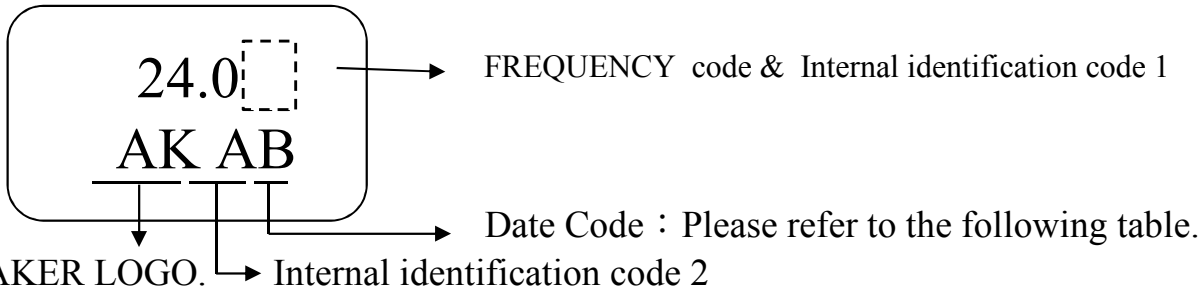 24.0
FREQUENCY code & Internal identification code 1
AK AB
Date Code：Please refer to the following table.
AKER LOGO. Internal identification code 2